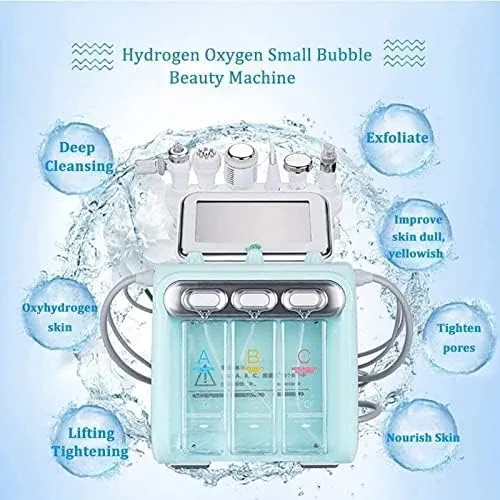 Hydrogen Oxygen Small Bubble
Beauty Machine
Deep
Cleansing
Exfoliate
Improve
skin dull,
yellowish
Oxyhydrogen
skin
Tighten
pores
Lifting
Tightening
Nourish Skin
A
B
C